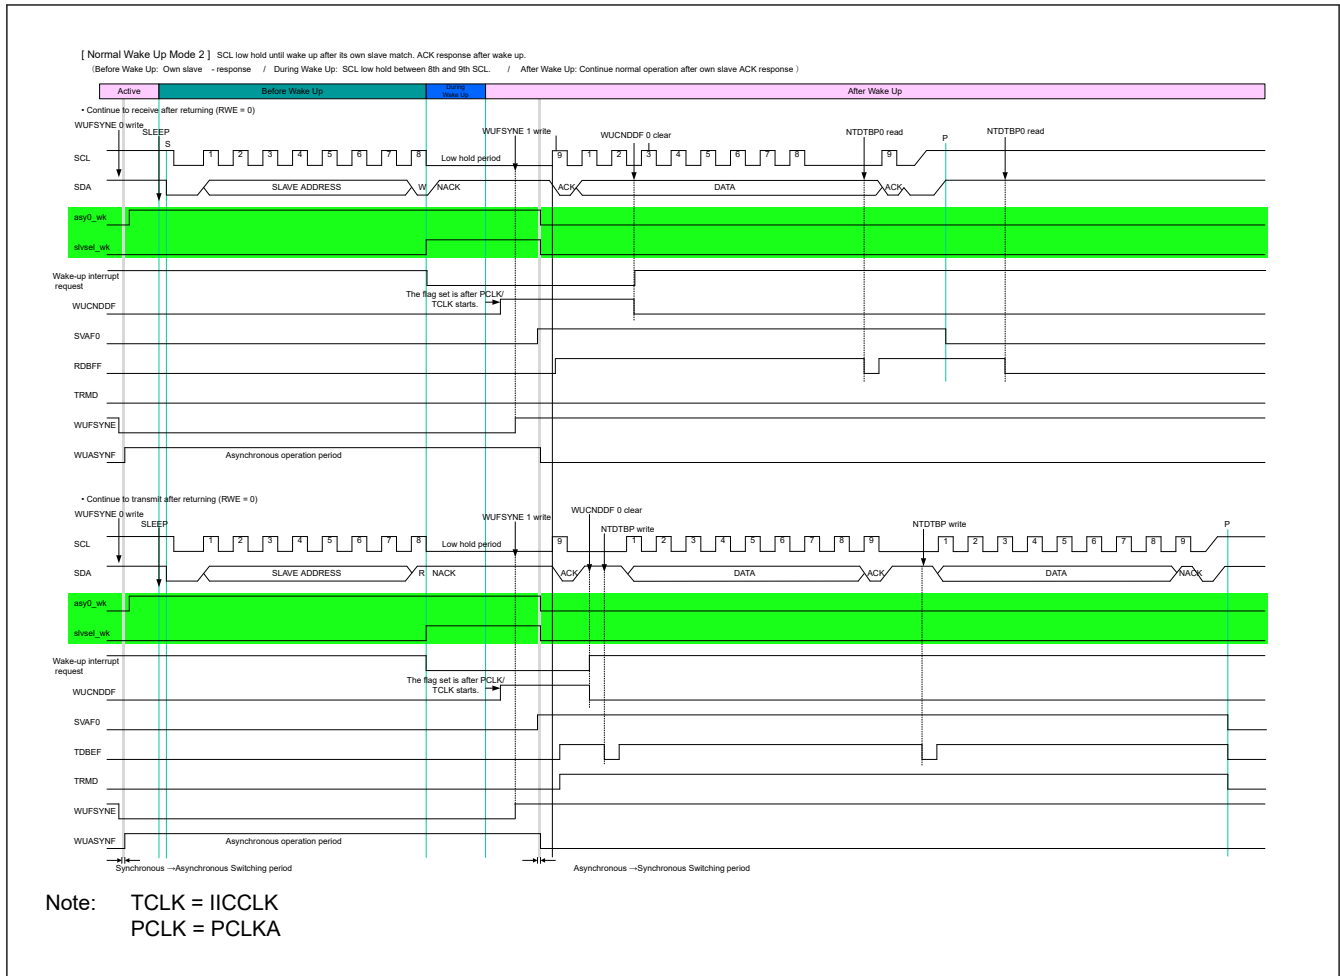 [ Normal Wake Up Mode 2 ] SCL low hold until wake up after its own slave match. ACK response after wake up.
(Before Wake Up: Own slave - response / During Wake Up: SCL low hold between 8th and 9th SCL. / After Wake Up: Continue normal operation after own slave ACK response )
Active Before Wake Up During Wake Up After Wake Up
• Continue to receive after returning (RWE = 0)
WUFSYNE 0 write SLEEP WUFSYNE 1 write WUCNDDF 0 clear NTDTBP0 read P NTDTBP0 read
S
SCL 1 2 3 4 5 6 7 8 Low hold period 9 1 2 3 4 5 6 7 8 9
SDA SLAVE ADDRESS W NACK ACK DATA ACK
asy0_wk
slvsel_wk
Wake-up interrupt request
The flag set is after PCLK/
TCLK starts.
WUCNDDF
SVAF0
RDBFF
TRMD
WUFSYNE
WUASYNF Asynchronous operation period
• Continue to transmit after returning (RWE = 0)
WUFSYNE 0 write SLEEP WUFSYNE 1 write WUCNDDF 0 clear NTDTBP write NTDTBP write P
SCL 1 2 3 4 5 6 7 8 Low hold period 9 1 2 3 4 5 6 7 8 9 1 2 3 4 5 6 7 8 9
SDA SLAVE ADDRESS R NACK ACK DATA ACK DATA NACK
asy0_wk
slvsel_wk
Wake-up interrupt request
The flag set is after PCLK/
TCLK starts.
WUCNDDF
SVAF0
TDBEF
TRMD
WUFSYNE
WUASYNF Asynchronous operation period
Synchronous →Asynchronous Switching period Asynchronous →Synchronous Switching period
Note: TCLK = IICCLK
PCLK = PCLKA